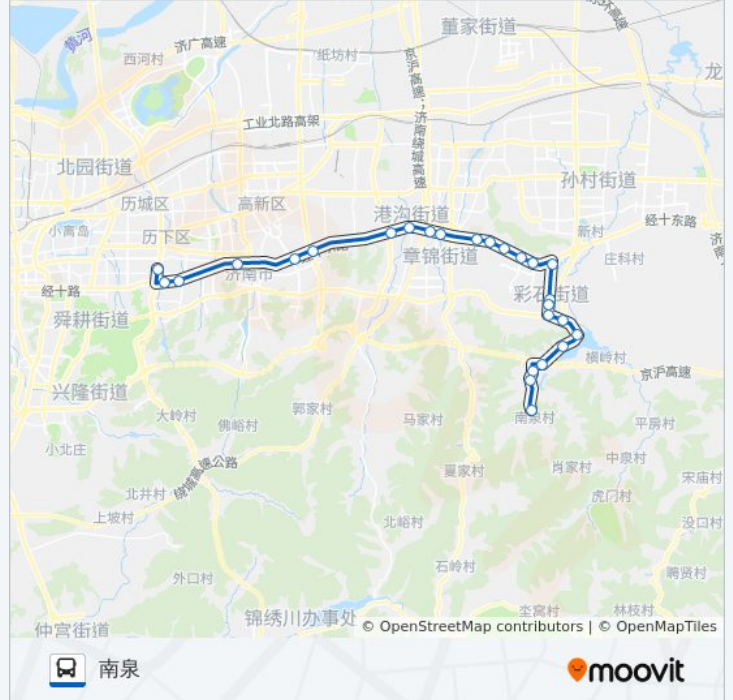 董家街道
黄河
济广高速
西河村
纸坊村
京沪高速;济南绕城高速
龙
工业北路高架
北园街道
孙村街道
历城区
高新区
港沟街道
经十东路
小离岛
历下区
新村
章锦街道
庄科村
济南市
经十路
彩石街道
舜耕街道
横岭村
京沪高速
兴隆街道
大岭村
郭家村
马家村
南泉村
佛峪村
平房村
小北庄
绕城高速公路
中泉村
夏家村
肖家村
宋庙村
北井村
虎门村
上坡村
北峪村
没口村
石岭村
外口村
聘贤村
锦绣川办事处
坔窝村
林枝村
仲宫街道
© OpenStreetMap contributors | © OpenMapTiles
南泉
moovit